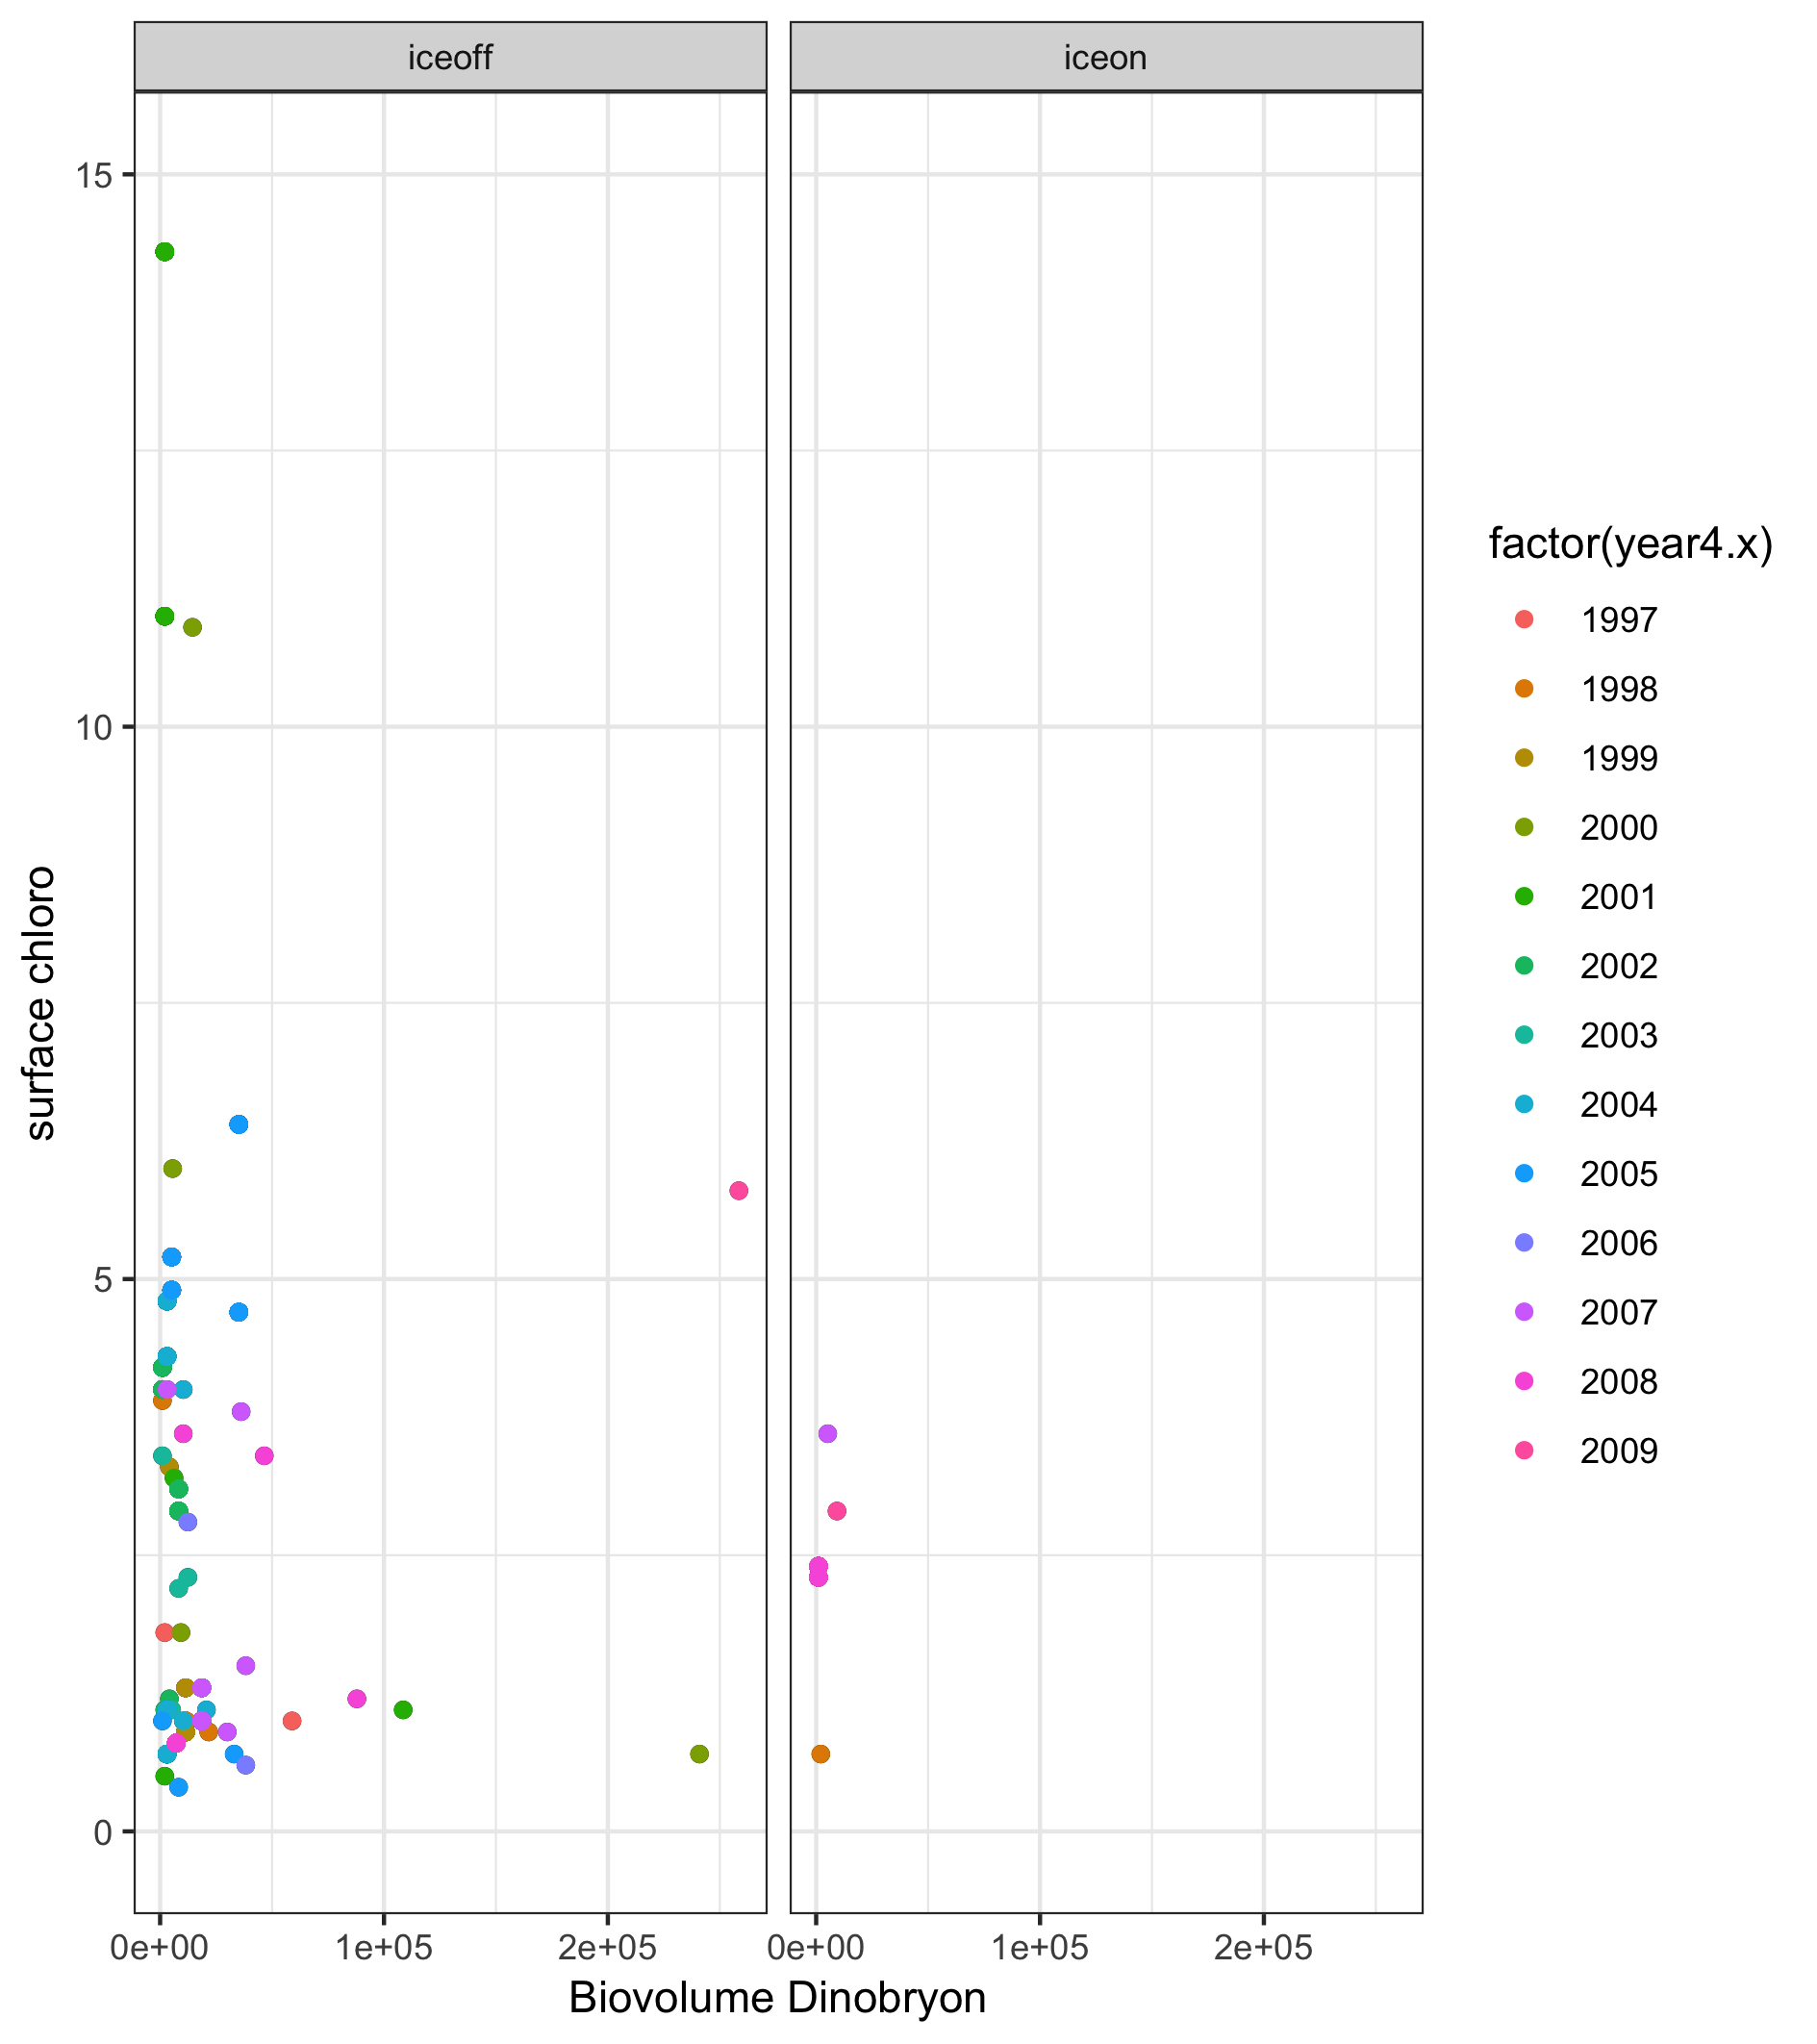 iceoff
iceon
15
10
5
0
surface chloro
0e+00
1e+05
2e+05
0e+00
1e+05
2e+05
Biovolume Dinobryon
factor(year4.x)
1997
1998
1999
2000
2001
2002
2003
2004
2005
2006
2007
2008
2009